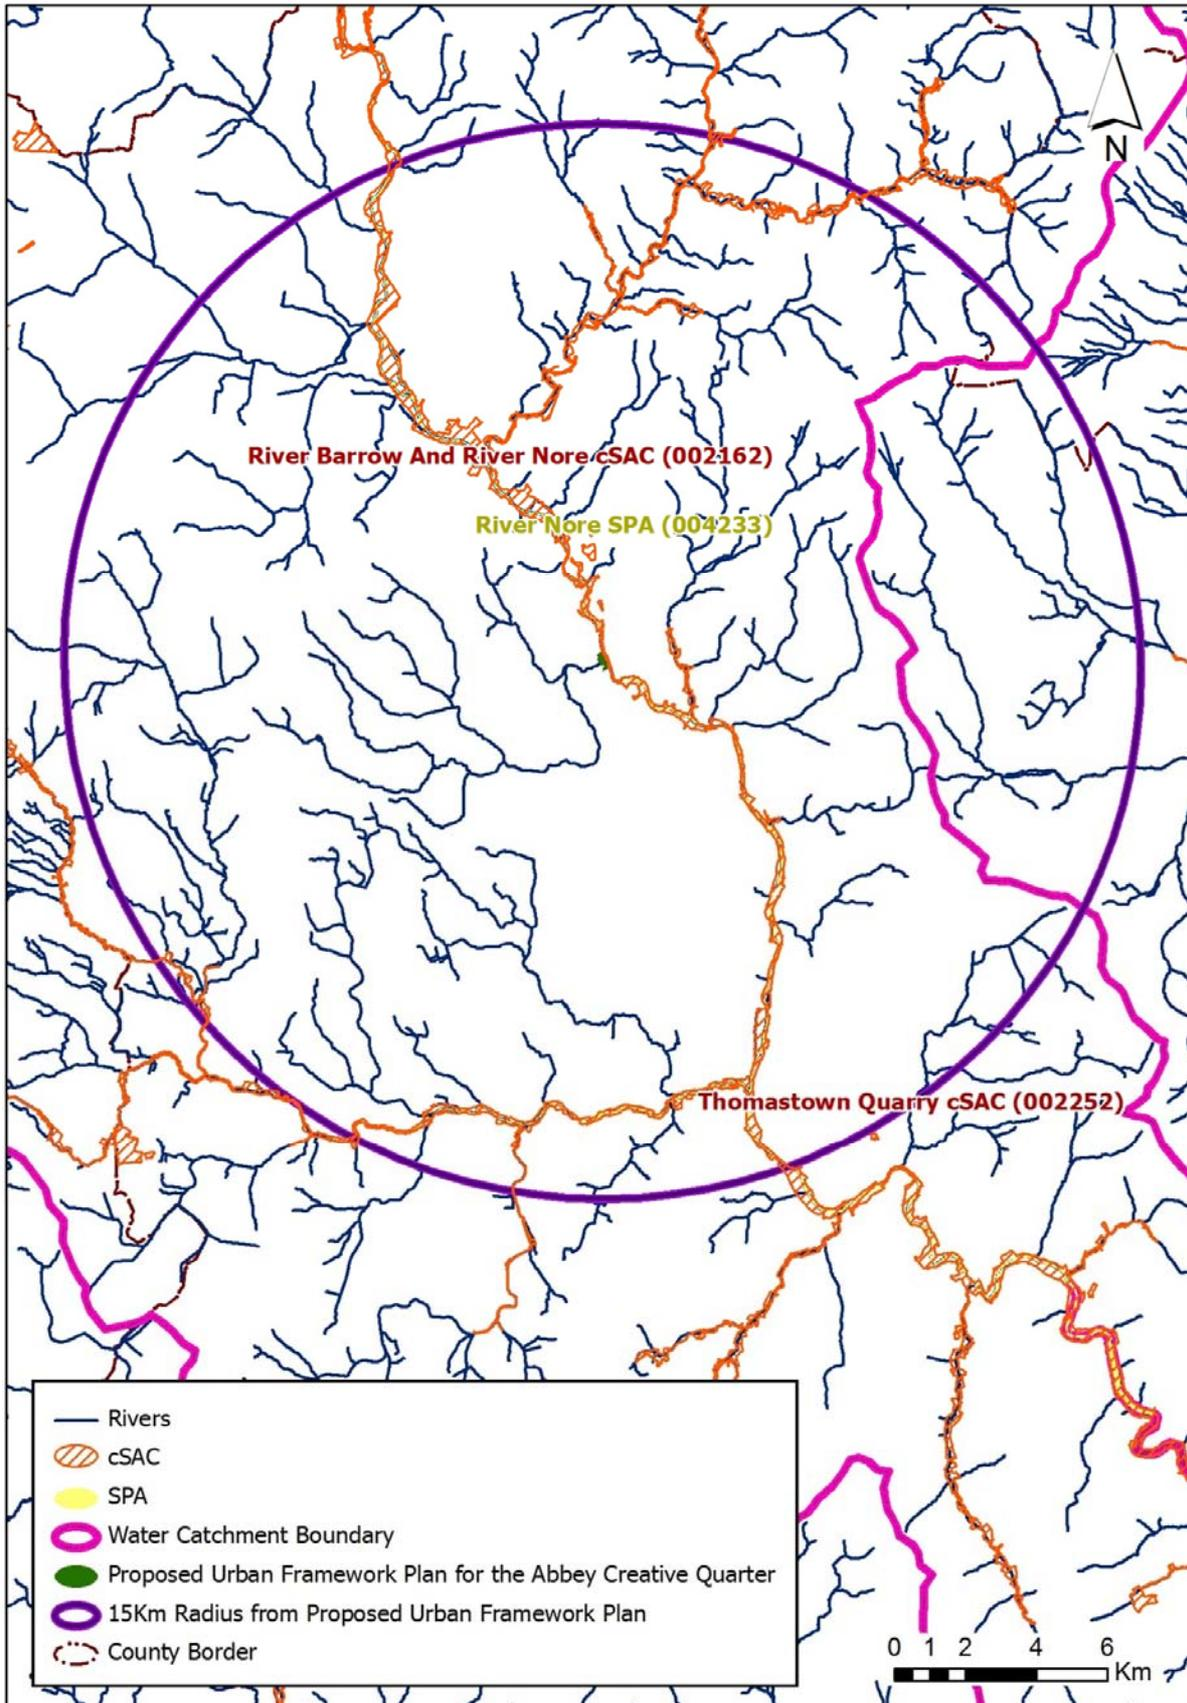 N
River Barrow And River Nore cSAC (002162)
River Nore SPA (004233)
Thomastown Quarry cSAC (002252)
Rivers
cSAC
SPA
Water Catchment Boundary
Proposed Urban Framework Plan for the Abbey Creative Quarter
15Km Radius from Proposed Urban Framework Plan
County Border
0 1 2 4 6
Km